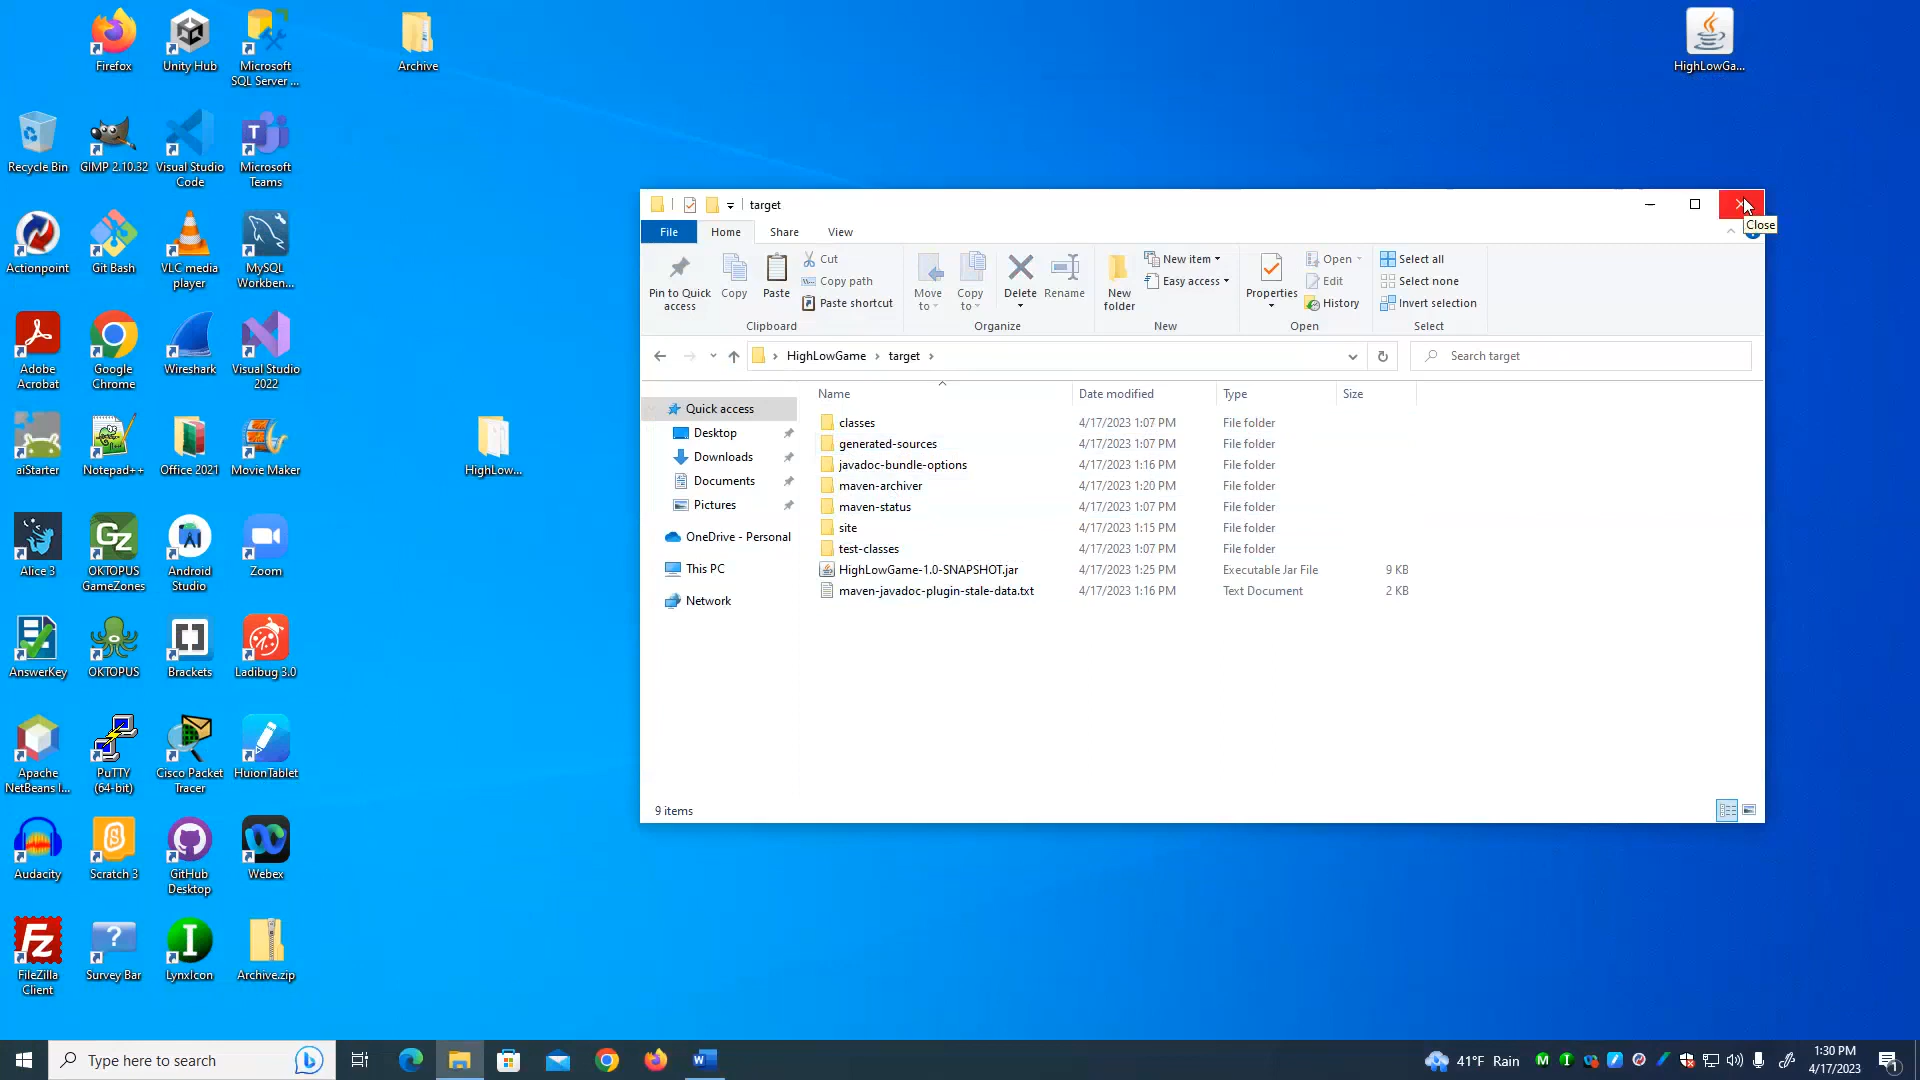 Firefox
Unity Hub
Microsoft
SQL Server ...
Archive
HighLowGa...
Recycle Bin
GIMP 2.10.32
Visual Studio
Code
Microsoft
Teams
Actionpoint
Git Bash
VLC media
player
MySQL
Workben...
Adobe
Acrobat
Google
Chrome
Wireshark
Visual Studio
2022
aiStarter
Notepad++
Office 2021
Movie Maker
HighLow...
Alice 3
OKTOPUS
GameZones
Android
Studio
Zoom
AnswerKey
OKTOPUS
Brackets
Ladibug 3.0
Apache
NetBeans I...
PuTTY
(64-bit)
Cisco Packet
Tracer
HuionTablet
Audacity
Scratch 3
GitHub
Desktop
Webex
FileZilla
Client
Survey Bar
LynxIcon
Archive.zip
target
Close
File Home Share View
Pin to Quick
access
Copy
Paste
Cut
Copy path
Paste shortcut
Clipboard
Move
to
Copy
to
Delete
Rename
Organize
New
folder
New item
Easy access
New
Properties
Open
Edit
History
Open
Select all
Select none
Invert selection
Select
HighLowGame › target ›
Search target
Quick access
Desktop
Downloads
Documents
Pictures
OneDrive - Personal
This PC
Network
Name Date modified Type Size
classes 4/17/2023 1:07 PM File folder
generated-sources 4/17/2023 1:07 PM File folder
javadoc-bundle-options 4/17/2023 1:16 PM File folder
maven-archiver 4/17/2023 1:20 PM File folder
maven-status 4/17/2023 1:07 PM File folder
site 4/17/2023 1:15 PM File folder
test-classes 4/17/2023 1:07 PM File folder
HighLowGame-1.0-SNAPSHOT.jar 4/17/2023 1:25 PM Executable Jar File 9 KB
maven-javadoc-plugin-stale-data.txt 4/17/2023 1:16 PM Text Document 2 KB
9 items
Type here to search
41°F Rain
1:30 PM
4/17/2023
1